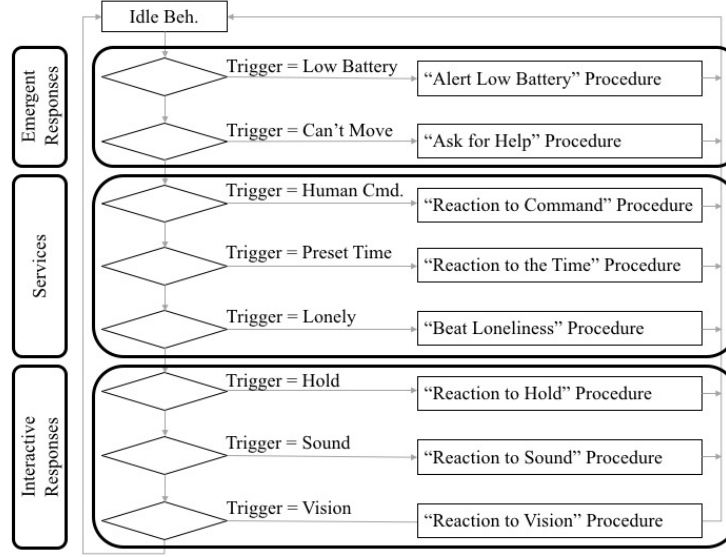 Idle Beh.
Emergent
Responses
Trigger = Low Battery
“Alert Low Battery” Procedure
Trigger = Can’t Move
“Ask for Help” Procedure
Services
Trigger = Human Cmd.
“Reaction to Command” Procedure
Trigger = Preset Time
“Reaction to the Time” Procedure
Trigger = Lonely
“Beat Loneliness” Procedure
Interactive
Responses
Trigger = Hold
“Reaction to Hold” Procedure
Trigger = Sound
“Reaction to Sound” Procedure
Trigger = Vision
“Reaction to Vision” Procedure